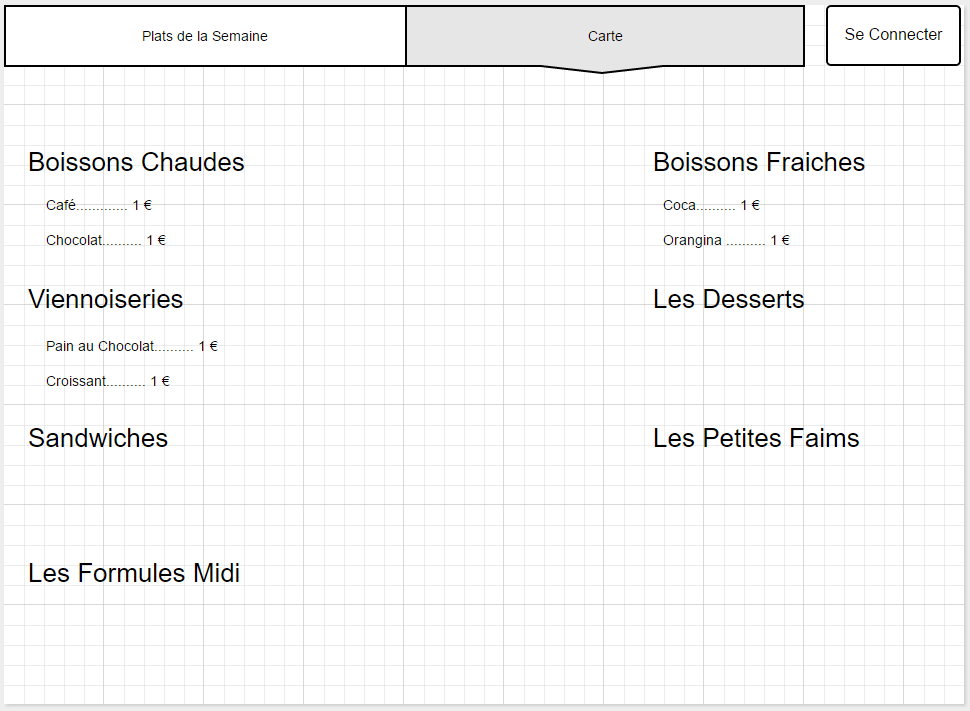 Plats de la Semaine
Carte
Se Connecter
Boissons Chaudes
Café............. 1 €
Chocolat.......... 1 €
Boissons Fraiches
Coca.......... 1 €
Orangina .......... 1 €
Viennoiseries
Pain au Chocolat.......... 1 €
Croissant.......... 1 €
Les Desserts
Sandwiches
Les Petites Faims
Les Formules Midi